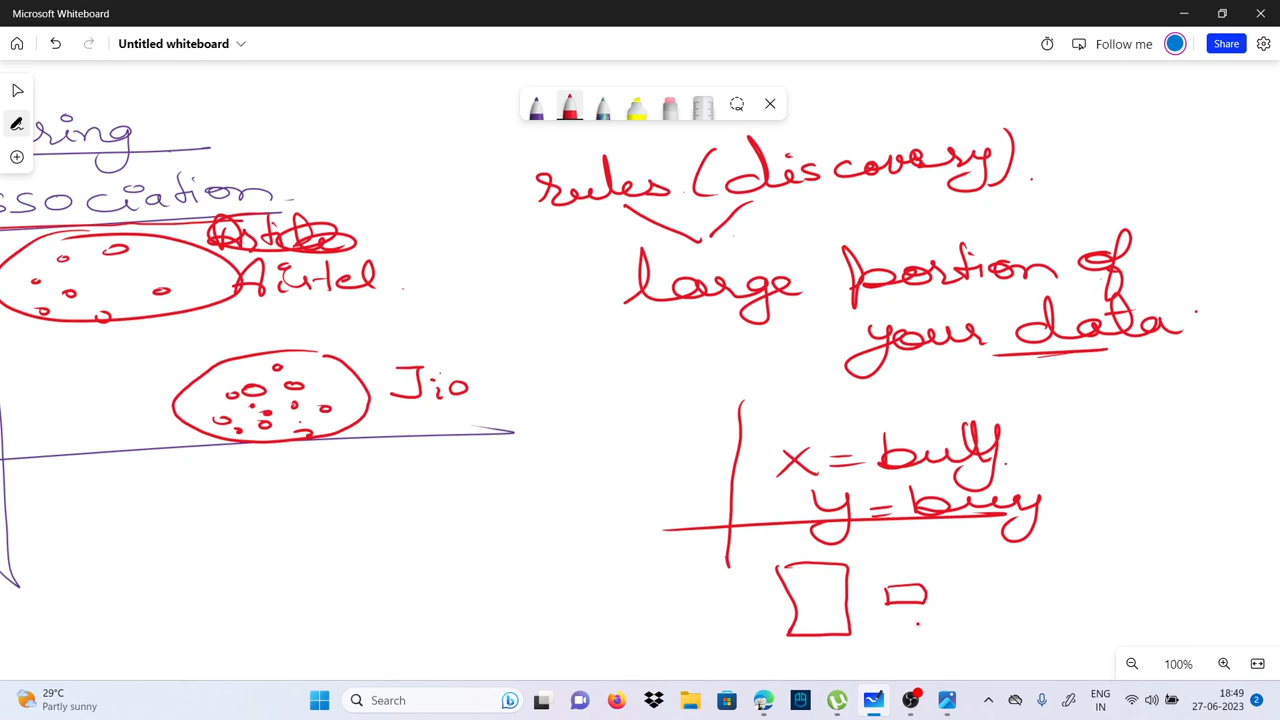 Microsoft Whiteboard
Untitled whiteboard
Follow me
Share
ring
ssociation
Airtel
Jio
rules (discovery).
large portion of
your data
x = buy
y = buy
100%
29°C
Partly sunny
Search
ENG
IN
18:49
27-06-2023
2